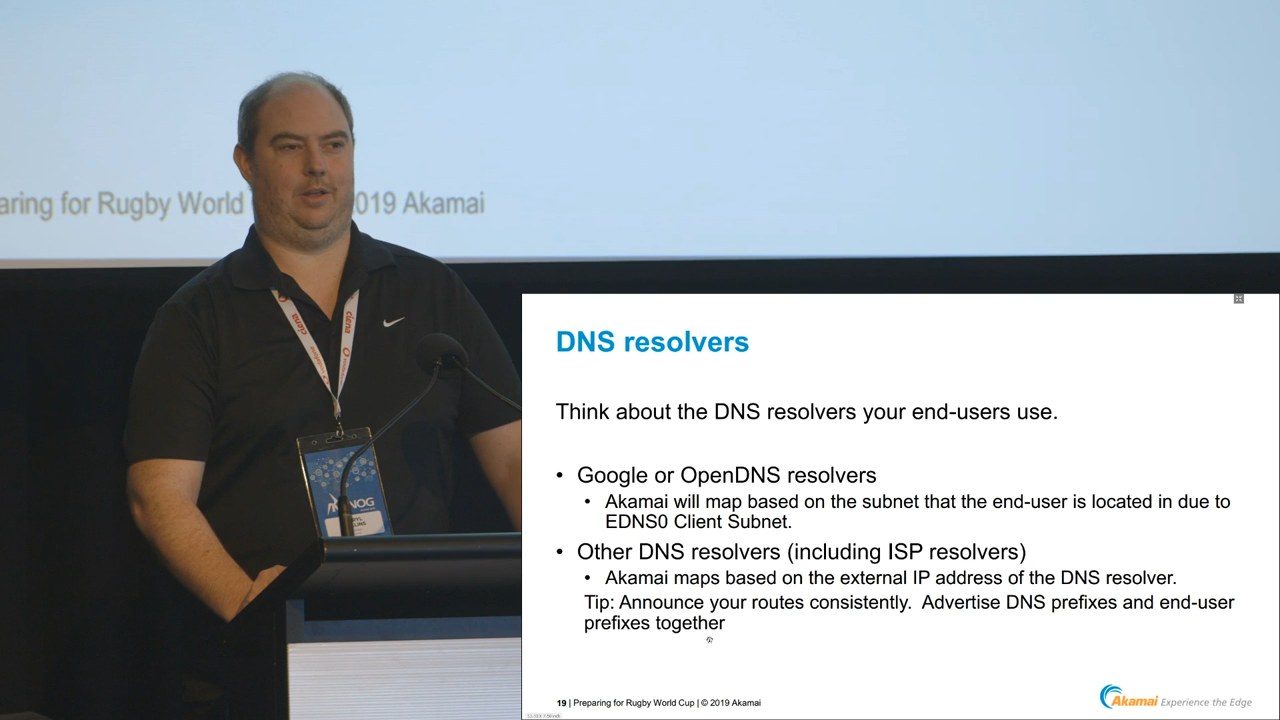 aring for Rugby World
019 Akamai
ciena
ciena
NOG
DNS resolvers
Think about the DNS resolvers your end-users use.
• Google or OpenDNS resolvers
• Akamai will map based on the subnet that the end-user is located in due to
EDNS0 Client Subnet.
• Other DNS resolvers (including ISP resolvers)
• Akamai maps based on the external IP address of the DNS resolver.
Tip: Announce your routes consistently. Advertise DNS prefixes and end-user
prefixes together
19 | Preparing for Rugby World Cup | © 2019 Akamai
Akamai Experience the Edge